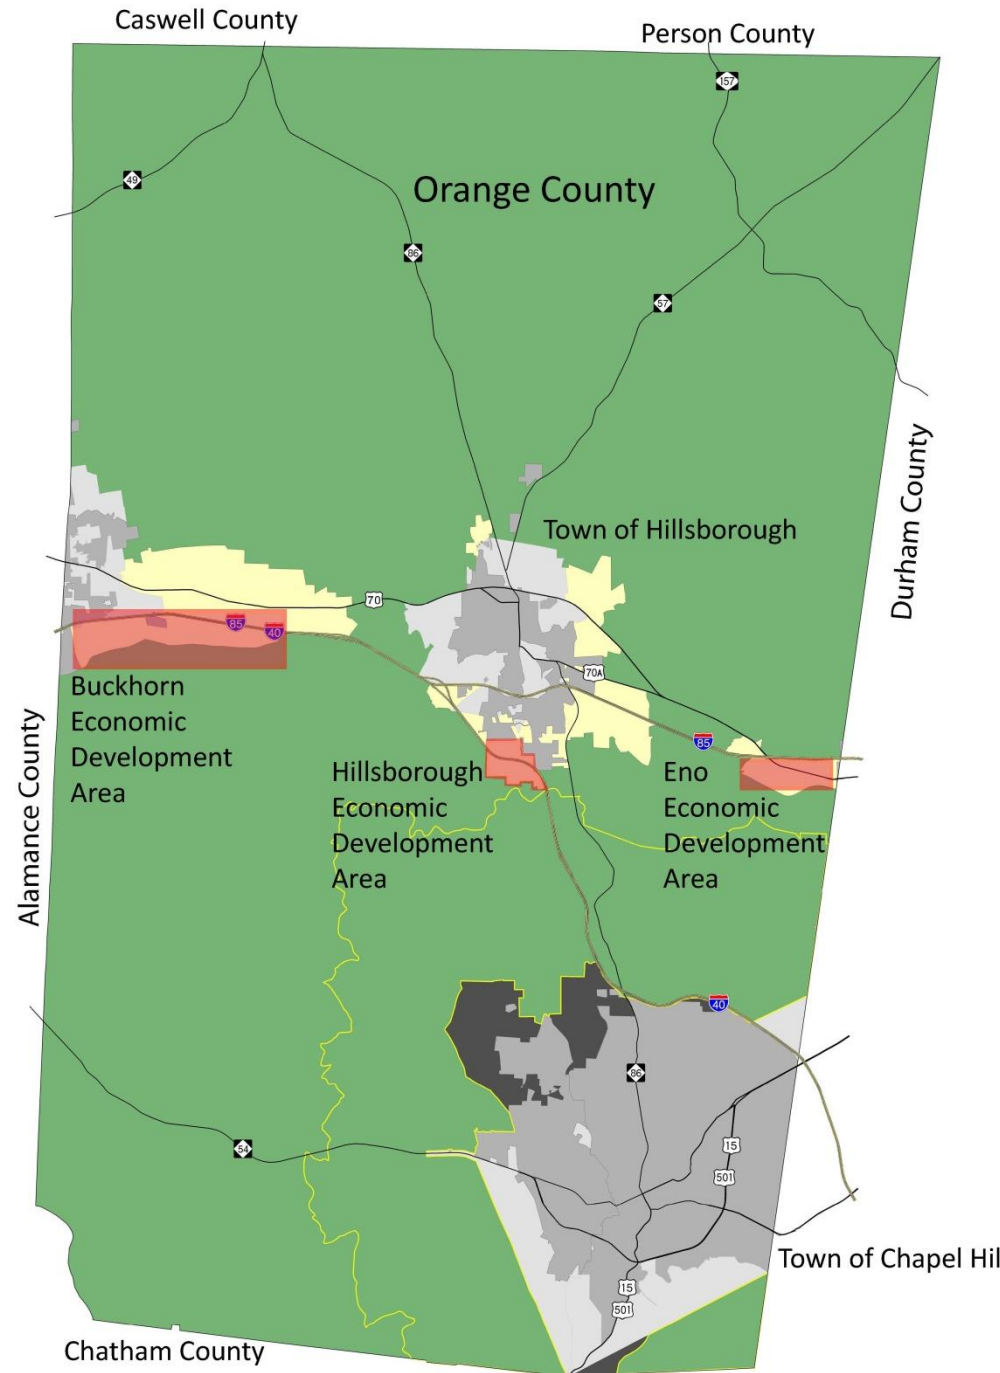 Caswell County
Person County
157
49
Orange County
86
57
Durham County
Town of Hillsborough
70
85
40
70A
Buckhorn
Economic
Development
Area
Alamance County
85
Hillsborough
Economic
Development
Area
Eno
Economic
Development
Area
40
86
54
15
501
Town of Chapel Hil
15
501
Chatham County